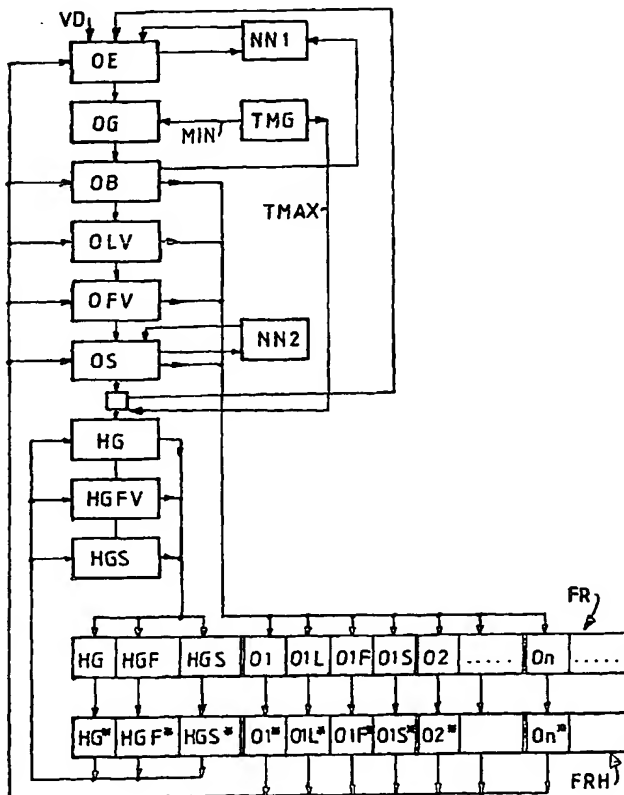 VD
OE
NN1
OG
MIN
TMG
OB
TMAX
OLV
OFV
OS
NN2
HG
HGFV
HGS
FR
HG HGF HGS O1 O1L O1F O1S O2 ..... On .....
HG* HGF* HGS* O1* O1L* O1F* O1S* O2* On*
FRH